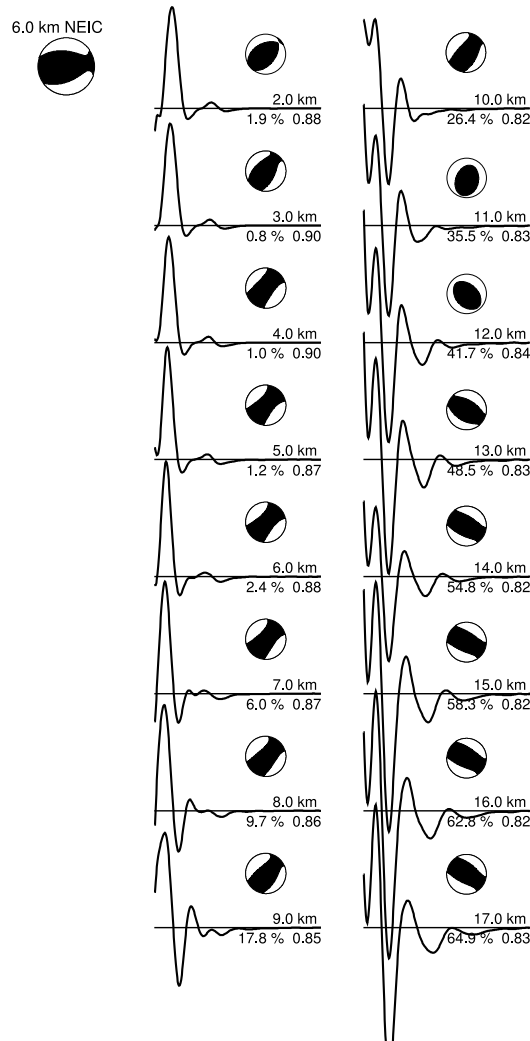 6.0 km NEIC
2.0 km
1.9 % 0.88
3.0 km
0.8 % 0.90
4.0 km
1.0 % 0.90
5.0 km
1.2 % 0.87
6.0 km
2.4 % 0.88
7.0 km
6.0 % 0.87
8.0 km
9.7 % 0.86
9.0 km
17.8 % 0.85
10.0 km
26.4 % 0.82
11.0 km
35.5 % 0.83
12.0 km
41.7 % 0.84
13.0 km
48.5 % 0.83
14.0 km
54.8 % 0.82
15.0 km
58.3 % 0.82
16.0 km
62.8 % 0.82
17.0 km
64.9 % 0.83